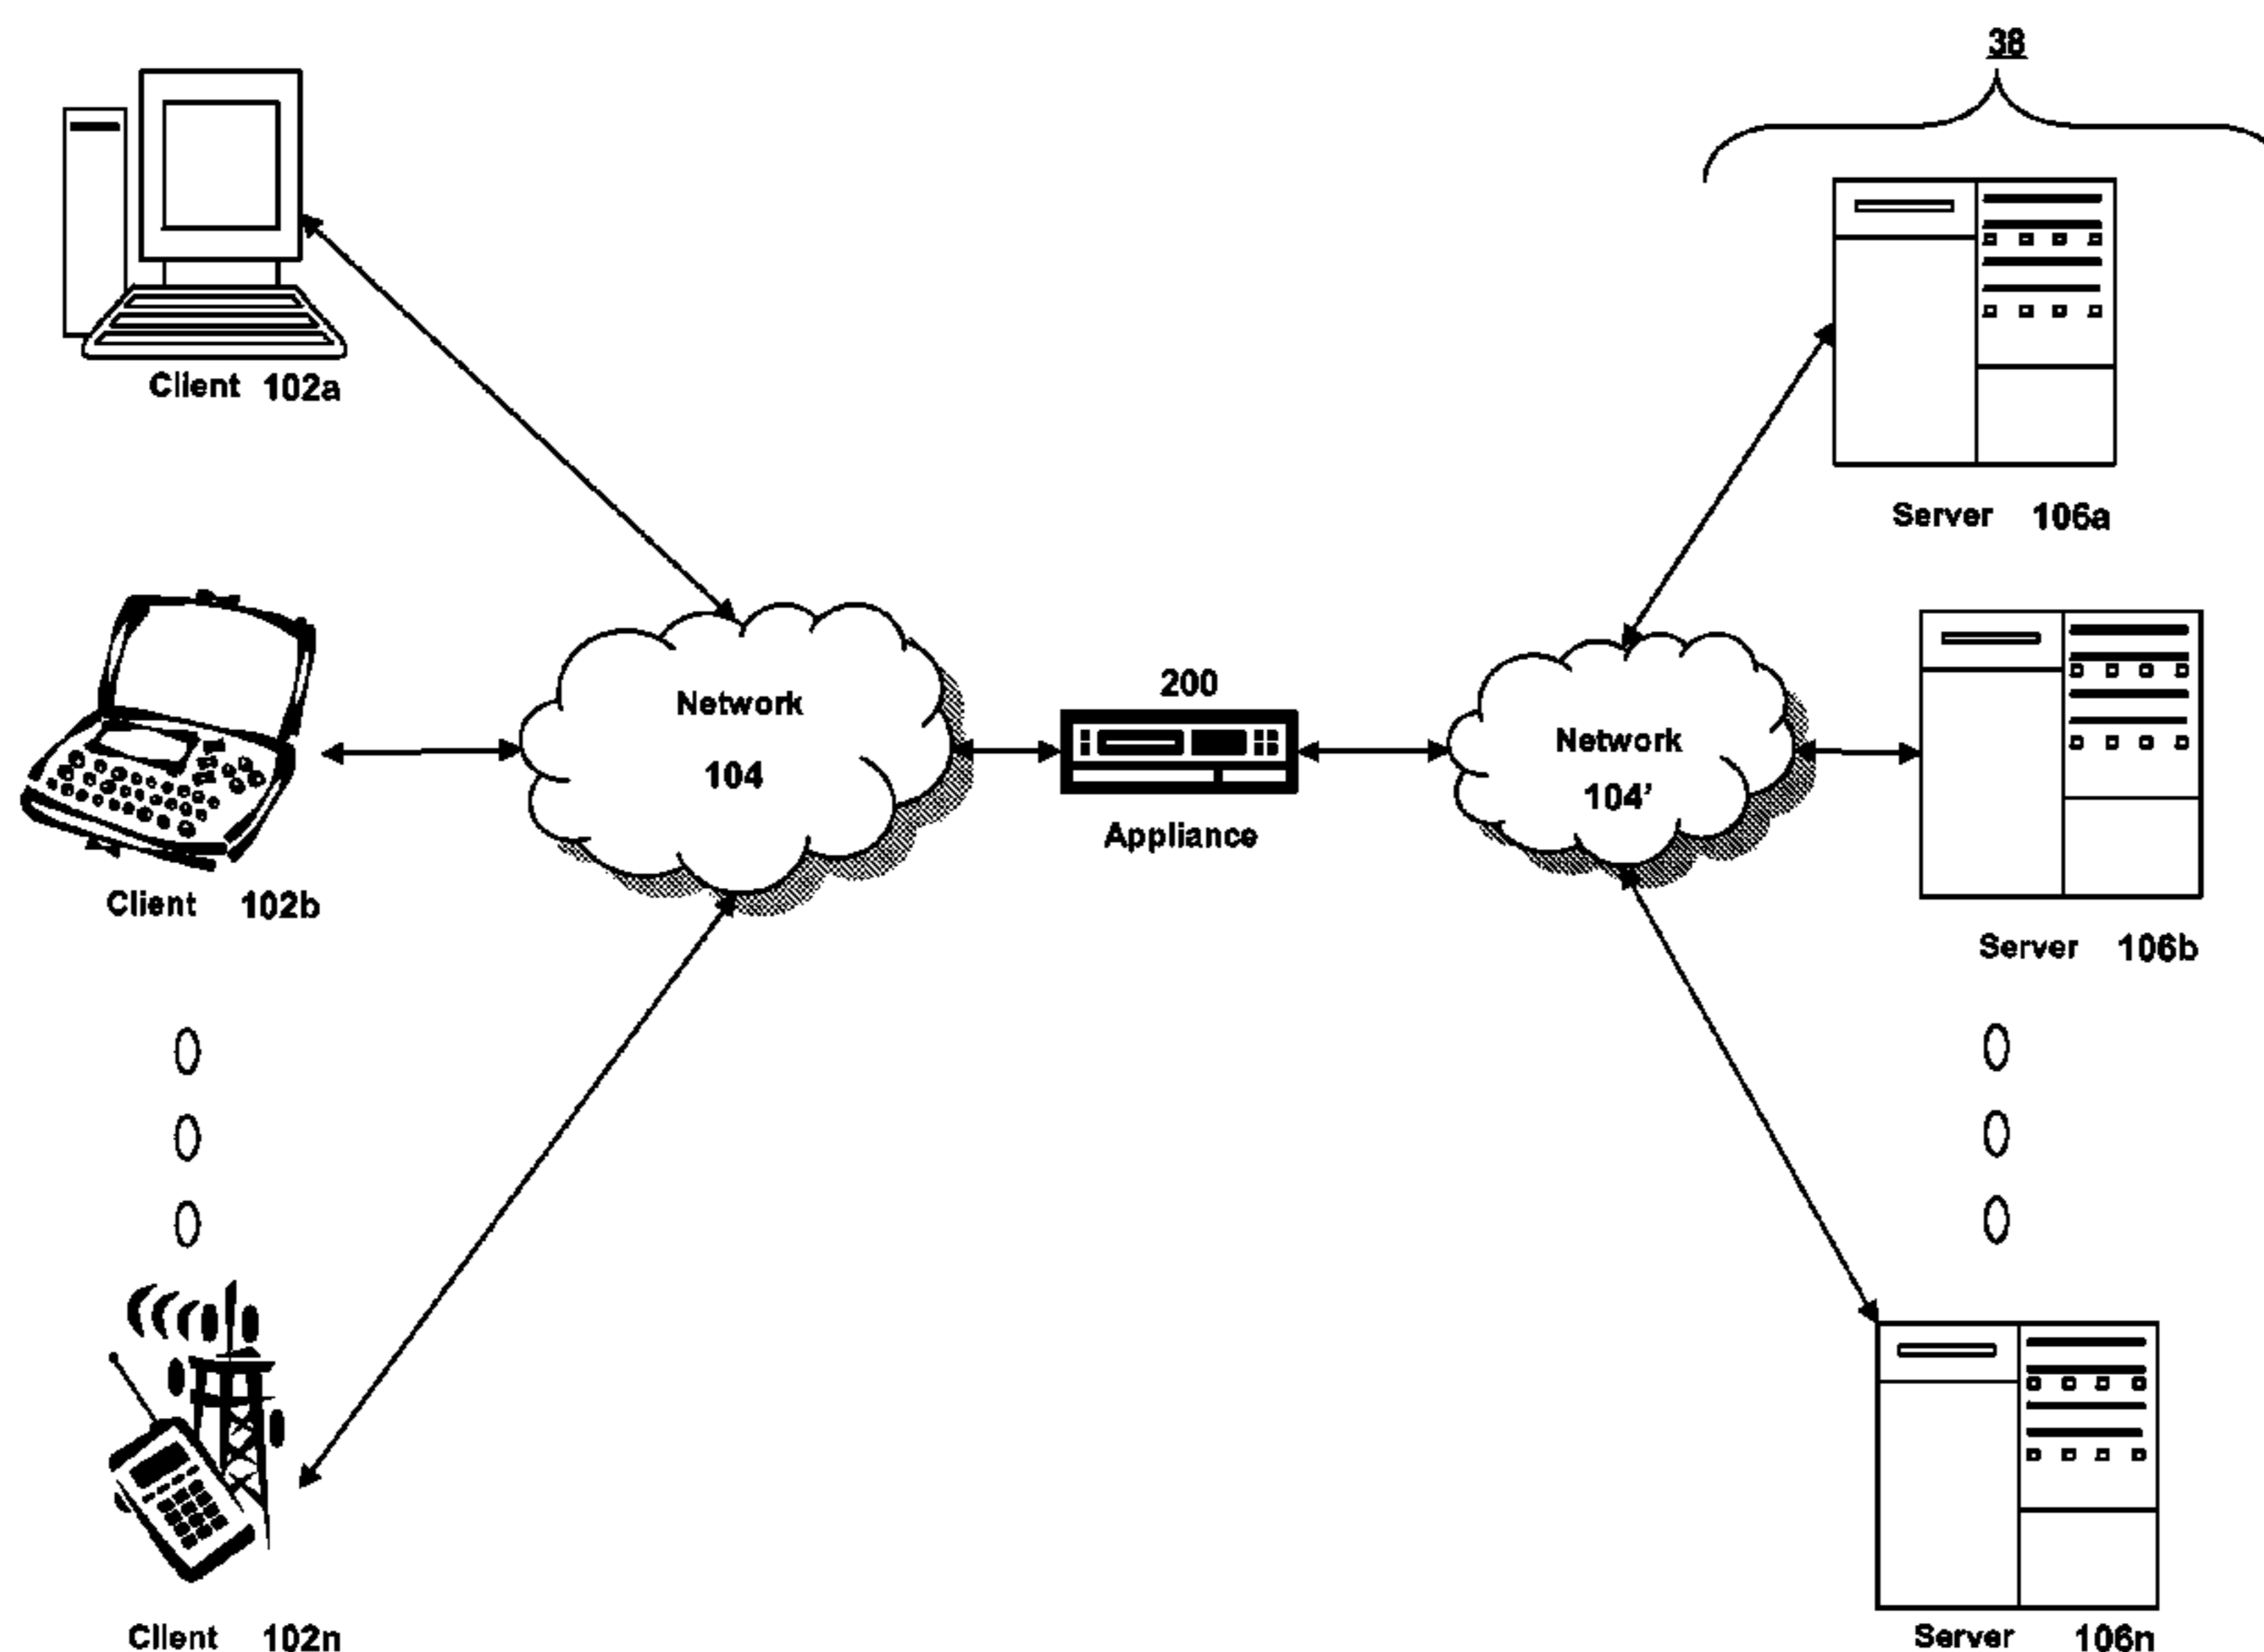 38
Client 102a
Server 106a
Network
104
200
Appliance
Network
104’
Client 102b
Server 106b
Client 102n
Server 106n